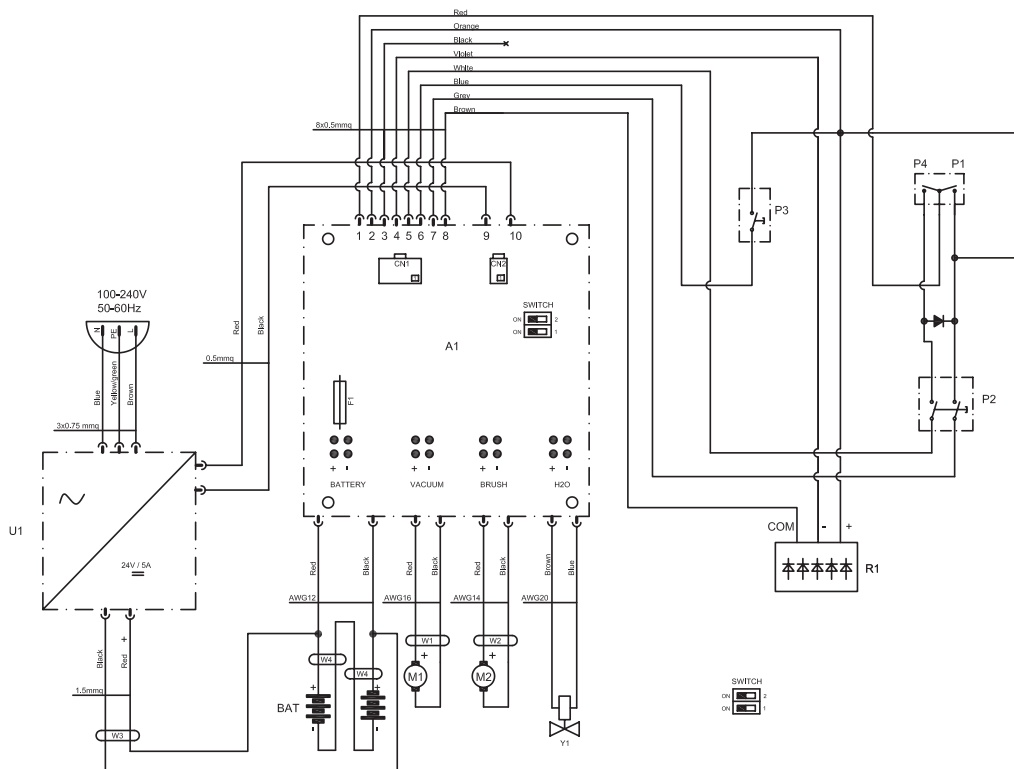 Red
Orange
Black
Violet
White
Blue
Grey
Brown
8x0.5mmq
P4 P1
P3
1 2 3 4 5 6 7 8 9 10
CN1
CN2
100-240V
50-60Hz
N
PE
L
SWITCH
ON 2
ON 1
Red
Black
A1
0.5mmq
Blue
Yellow/green
Brown
F1
P2
3x0.75 mmq
+ - + - + - + -
BATTERY VACUUM BRUSH H2O
U1
COM - +
24V / 5A
R1
Red
Black
Red
Black
Red
Black
Brown
Blue
AWG12 AWG16 AWG14 AWG20
+
Black
Red
W1 W2
W4
W4
+ +
M1 M2
1.5mmq
+ +
BAT
- -
W3
Y1
SWITCH
ON 2
ON 1